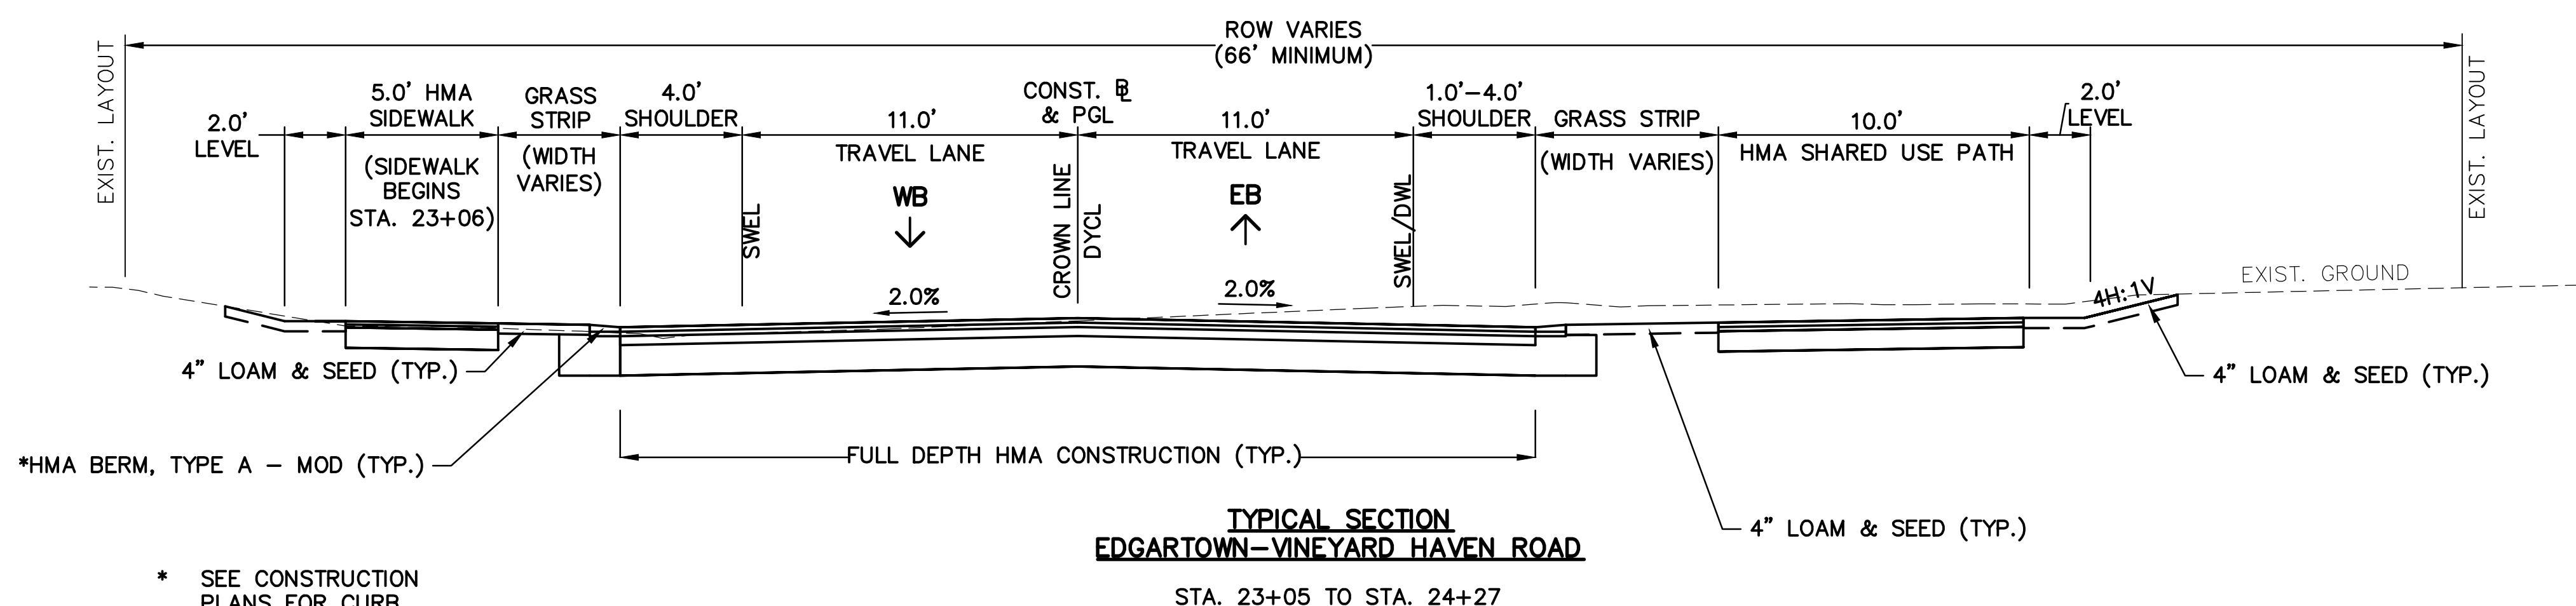 ROW VARIES
(66' MINIMUM)
EXIST. LAYOUT
2.0'
LEVEL
5.0' HMA
SIDEWALK
(SIDEWALK
BEGINS
STA. 23+06)
GRASS
STRIP
(WIDTH
VARIES)
4.0'
SHOULDER
SWEL
11.0'
TRAVEL LANE
WB
2.0%
CONST. BL
& PGL
CROWN LINE
DYCL
11.0'
TRAVEL LANE
EB
2.0%
SWEL/DWL
1.0'-4.0'
SHOULDER
GRASS STRIP
(WIDTH VARIES)
10.0'
HMA SHARED USE PATH
2.0'
LEVEL
EXIST. LAYOUT
EXIST. GROUND
4H:1V
4" LOAM & SEED (TYP.)
4" LOAM & SEED (TYP.)
*HMA BERM, TYPE A - MOD (TYP.)
FULL DEPTH HMA CONSTRUCTION (TYP.)
4" LOAM & SEED (TYP.)
TYPICAL SECTION
EDGARTOWN-VINEYARD HAVEN ROAD
STA. 23+05 TO STA. 24+27
* SEE CONSTRUCTION
PLANS FOR CURB